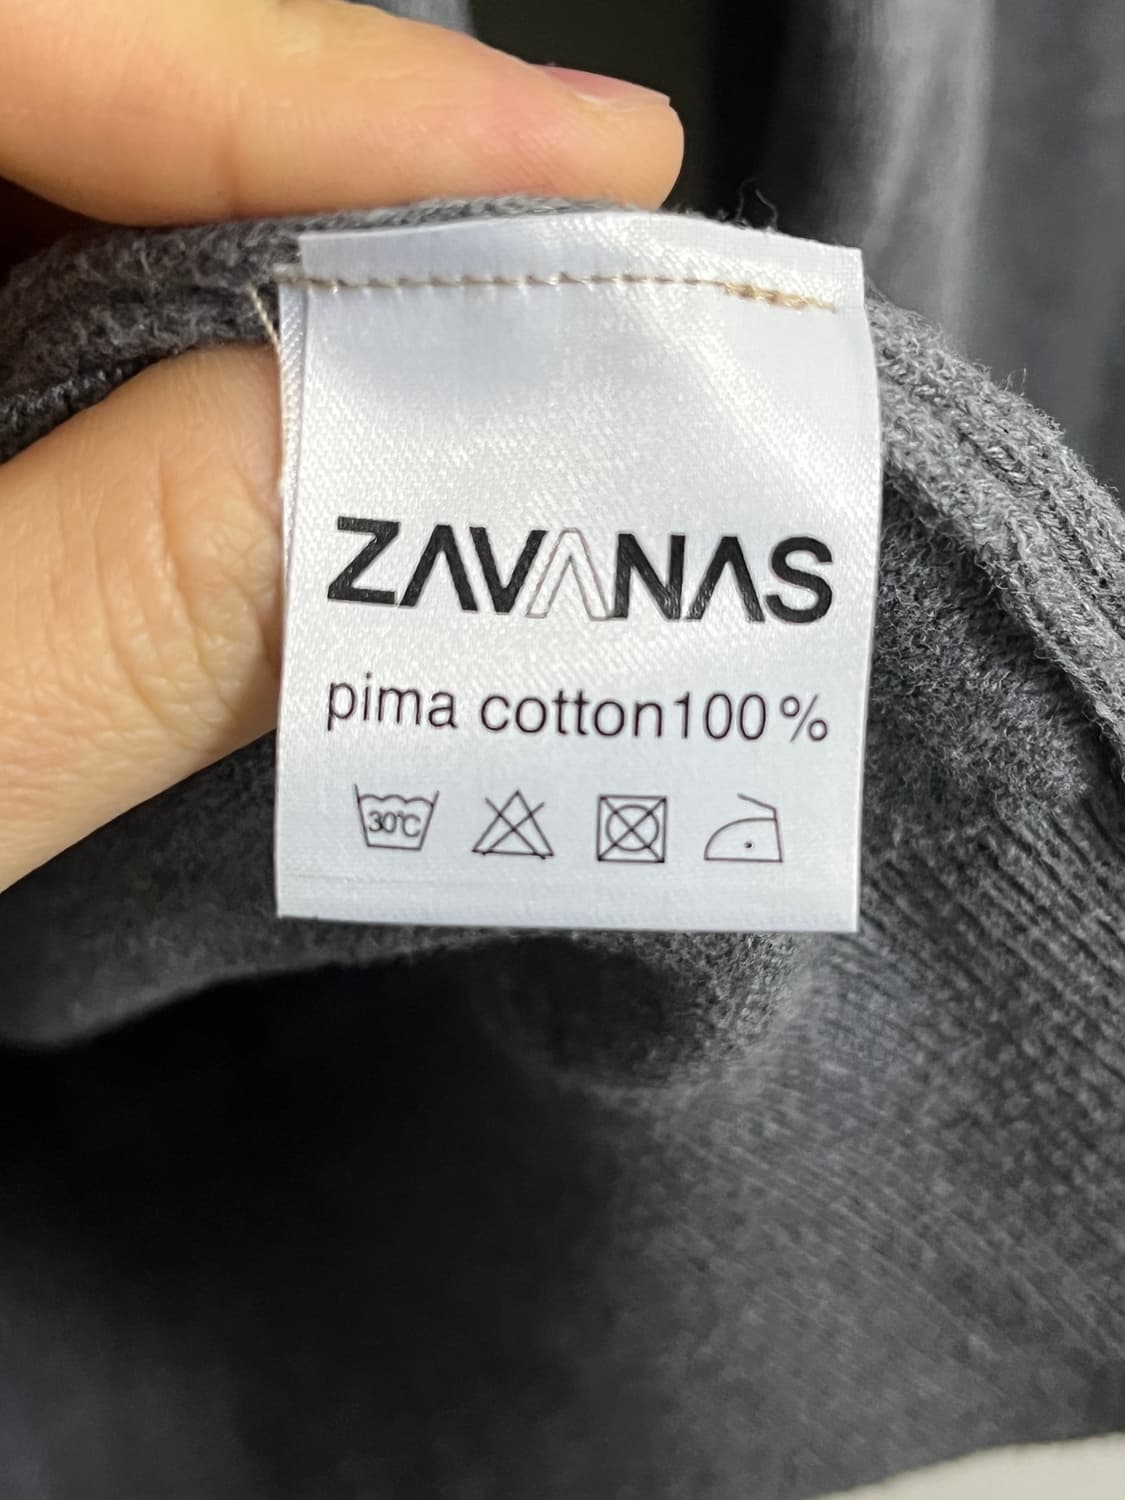 ZAVANAS
pima cotton100%
30℃